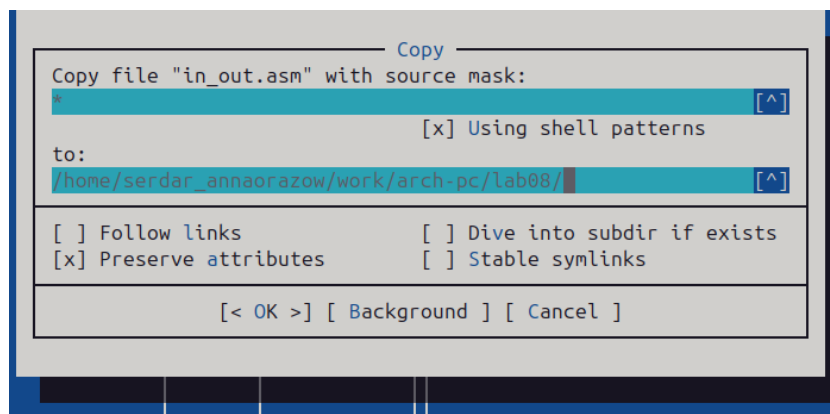 Copy
Copy file "in_out.asm" with source mask:
* [^]
[x] Using shell patterns
to:
/home/serdar_annaorazow/work/arch-pc/lab08/ [^]
[ ] Follow links [ ] Dive into subdir if exists
[x] Preserve attributes [ ] Stable symlinks
[< OK >] [ Background ] [ Cancel ]